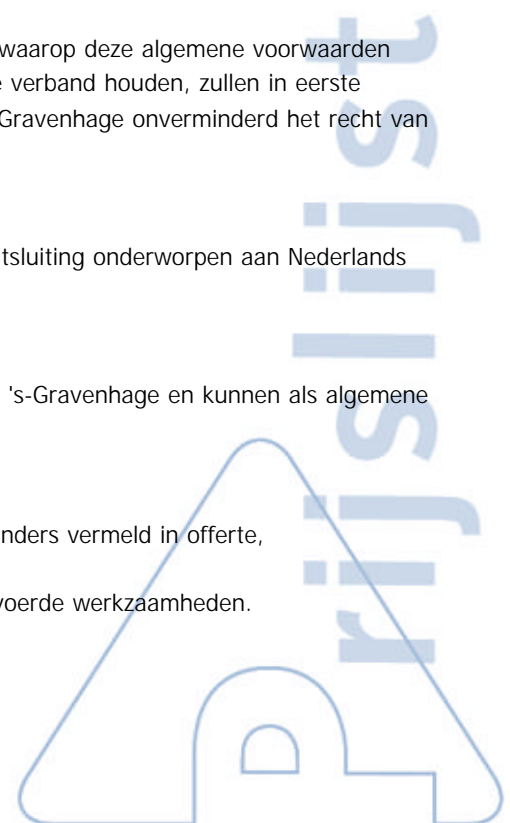 waarop deze algemene voorwaarden
verband houden, zullen in eerste
Gravenhage onverminderd het recht van
tsluiting onderworpen aan Nederlands
's-Gravenhage en kunnen als algemene
nders vermeld in offerte,
voerde werkzaamheden.
Prijslijst